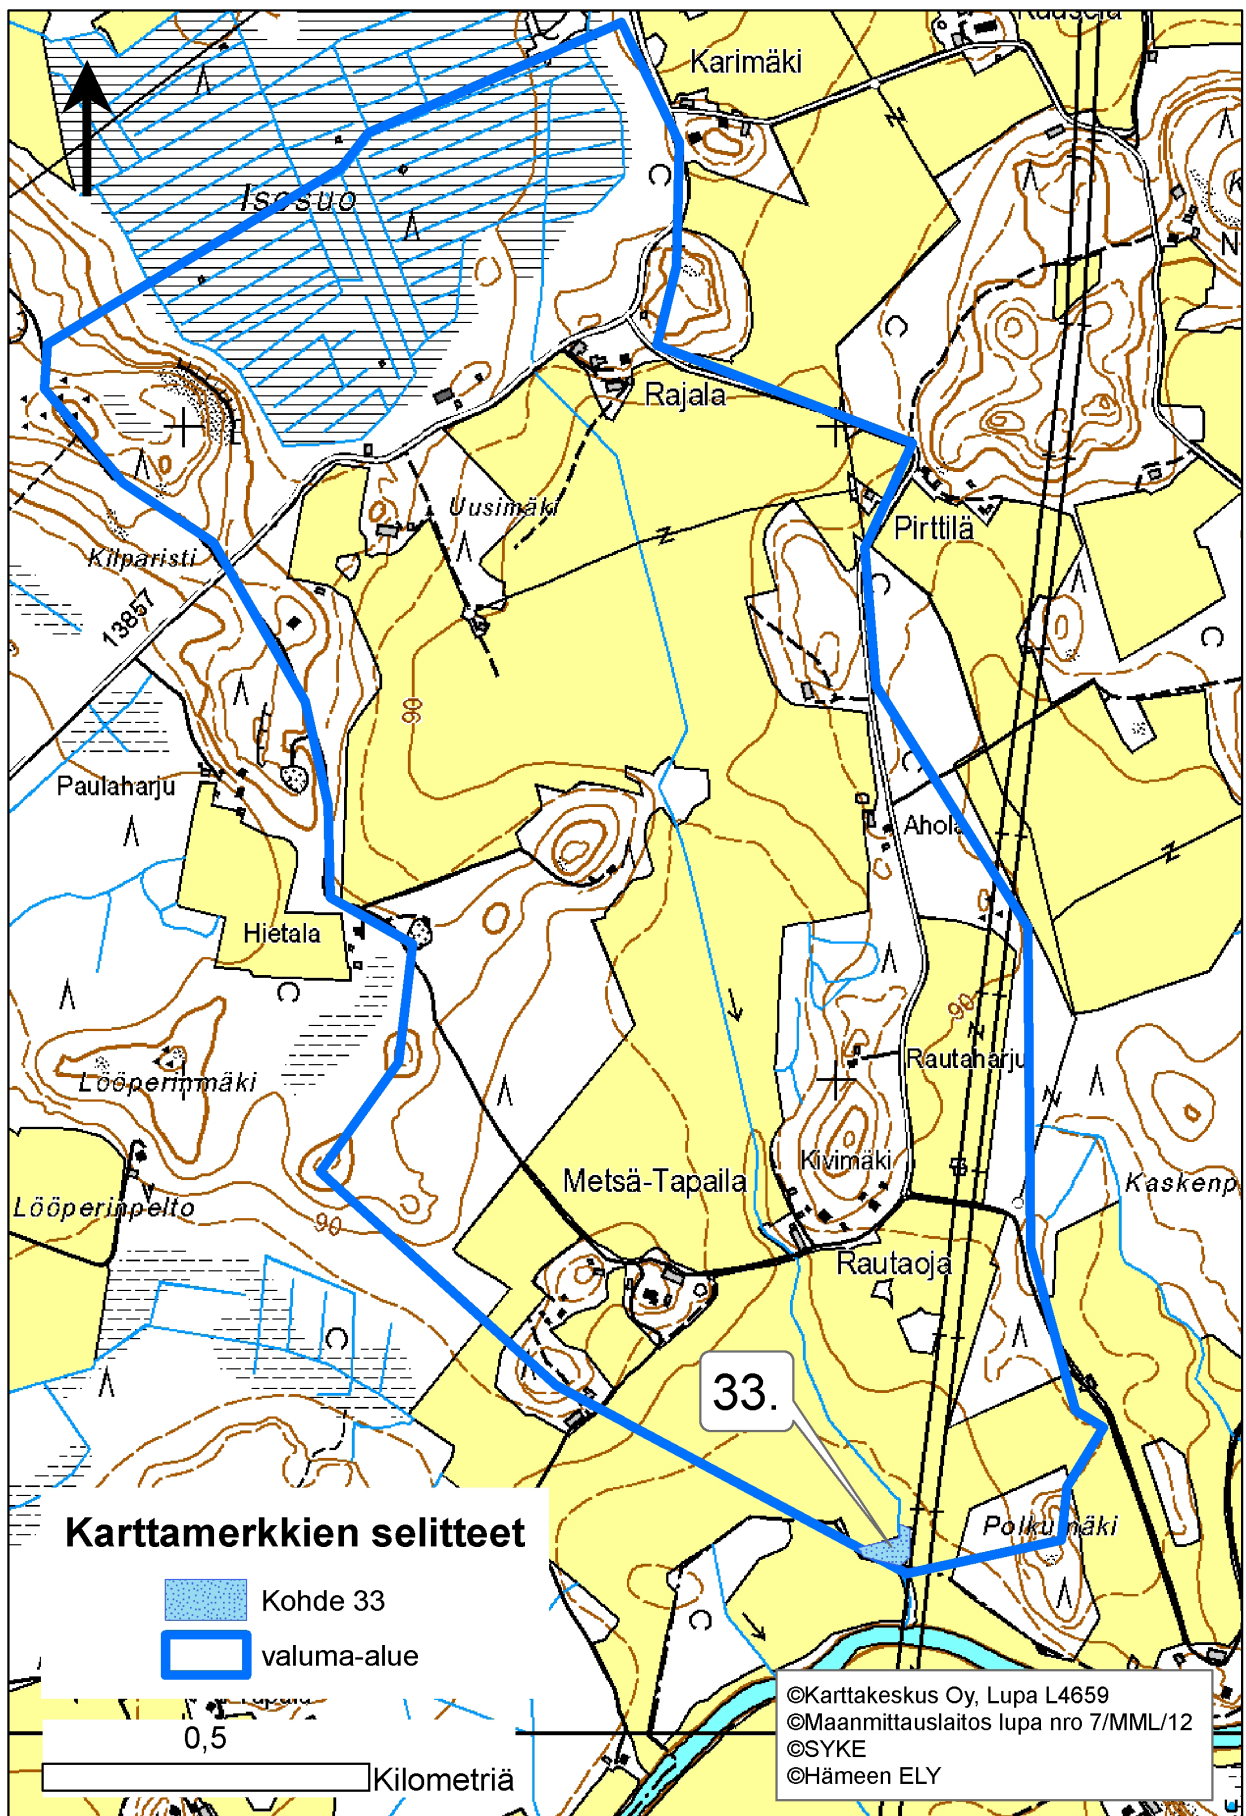 Karimäki
Isosuo
Rajala
Uusimäki
Pirttilä
Kilparisti
13857
90
Paulaharju
Ahola
Hietala
90
Rautaharju
Lööperinmäki
Kivimäki
Metsä-Tapaila
Kaskenp
Lööperinpelto
90
Rautaoja
33.
Polkumäki
Karttamerkkien selitteet
Kohde 33
valuma-alue
0,5
Kilometriä
©Karttakeskus Oy, Lupa L4659
©Maanmittauslaitos lupa nro 7/MML/12
©SYKE
©Hämeen ELY